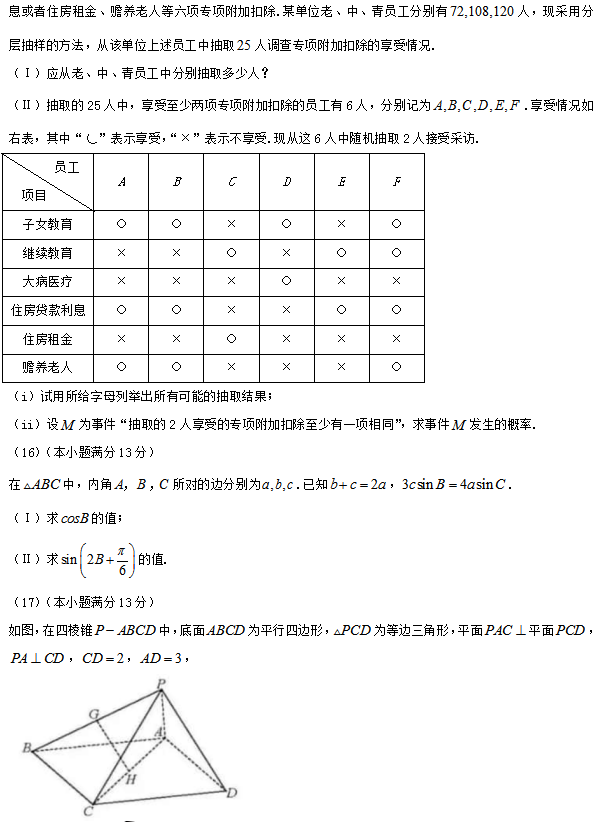 息或者住房租金、赡养老人等六项专项附加扣除.某单位老、中、青员工分别有72,108,120人，现采用分
层抽样的方法，从该单位上述员工中抽取25人调查专项附加扣除的享受情况.
（Ⅰ）应从老、中、青员工中分别抽取多少人？
（Ⅱ）抽取的25人中，享受至少两项专项附加扣除的员工有6人，分别记为A,B,C,D,E,F.享受情况如
右表，其中“○”表示享受，“×”表示不享受.现从这6人中随机抽取2人接受采访.
员工
项目 A B C D E F
子女教育 ○ ○ × ○ × ○
继续教育 × × ○ × ○ ○
大病医疗 × × × ○ × ×
住房贷款利息 ○ ○ × × ○ ○
住房租金 × × ○ × × ×
赡养老人 ○ ○ × × × ○
（i）试用所给字母列举出所有可能的抽取结果；
（ii）设M为事件“抽取的2人享受的专项附加扣除至少有一项相同”，求事件M发生的概率.
（16）（本小题满分13分）
在△ABC中，内角A，B，C所对的边分别为a,b,c.已知b+c=2a，3c sin B=4a sin C.
（Ⅰ）求cosB的值；
（Ⅱ）求sin(2B+π/6)的值.
（17）（本小题满分13分）
如图，在四棱锥P−ABCD中，底面ABCD为平行四边形，△PCD为等边三角形，平面PAC⊥平面PCD，
PA⊥CD，CD=2，AD=3，
P
G
A
B
H
D
C